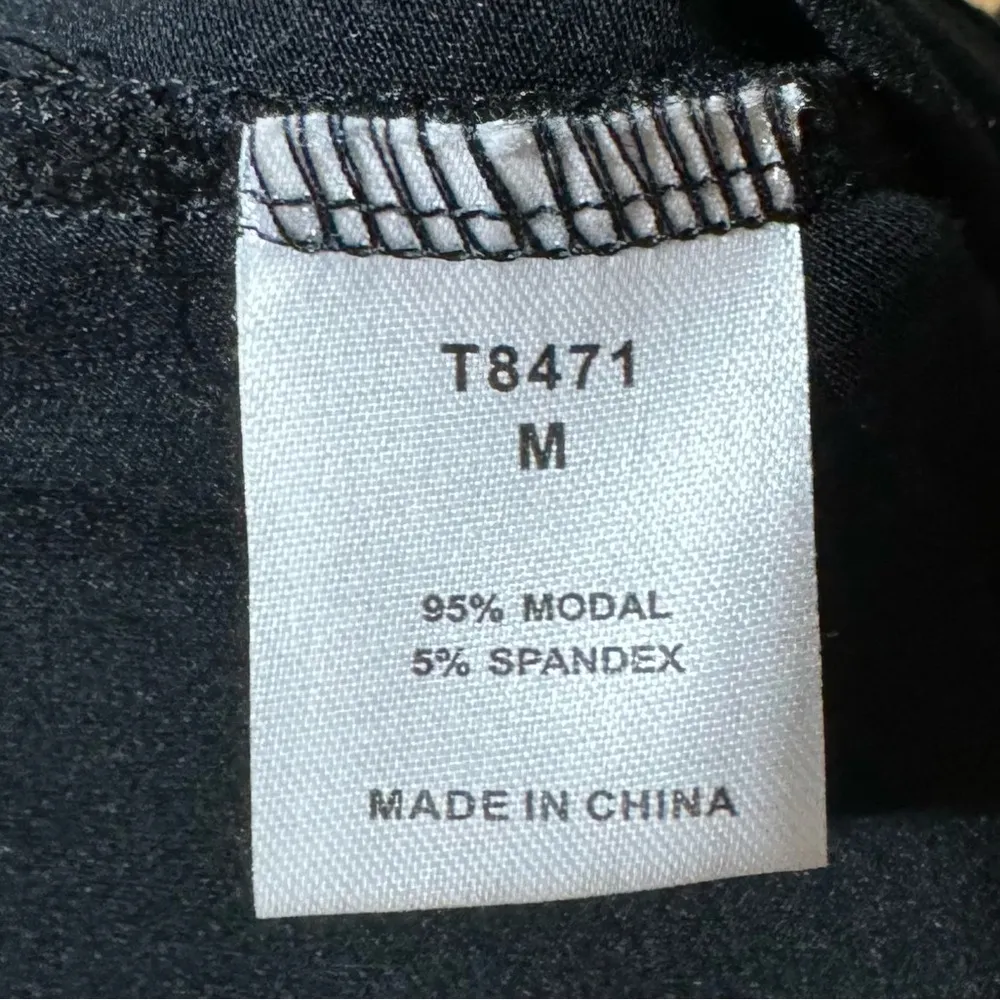 T8471
M
95% MODAL
5% SPANDEX
MADE IN CHINA